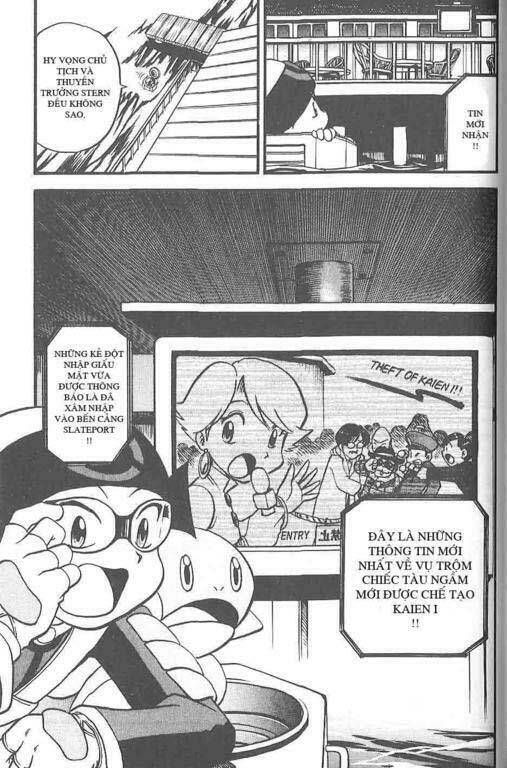 HY VỌNG CHỦ
TỊCH VÀ
THUYỀN
TRƯỞNG STERN
ĐỀU KHÔNG
SAO.
TIN
MỚI
NHẬN
!!
NHỮNG KẺ ĐỘT
NHẬP GIẤU
MẶT VỪA
ĐƯỢC THÔNG
BÁO LÀ ĐÃ
XÂM NHẬP
VÀO BẾN CẢNG
SLATEPORT
!!
THEFT OF KAIEN I!!
ENTRY
ĐÂY LÀ NHỮNG
THÔNG TIN MỚI
NHẤT VỀ VỤ TRỘM
CHIẾC TÀU NGẦM
MỚI ĐƯỢC CHẾ TẠO
KAIEN I
!!